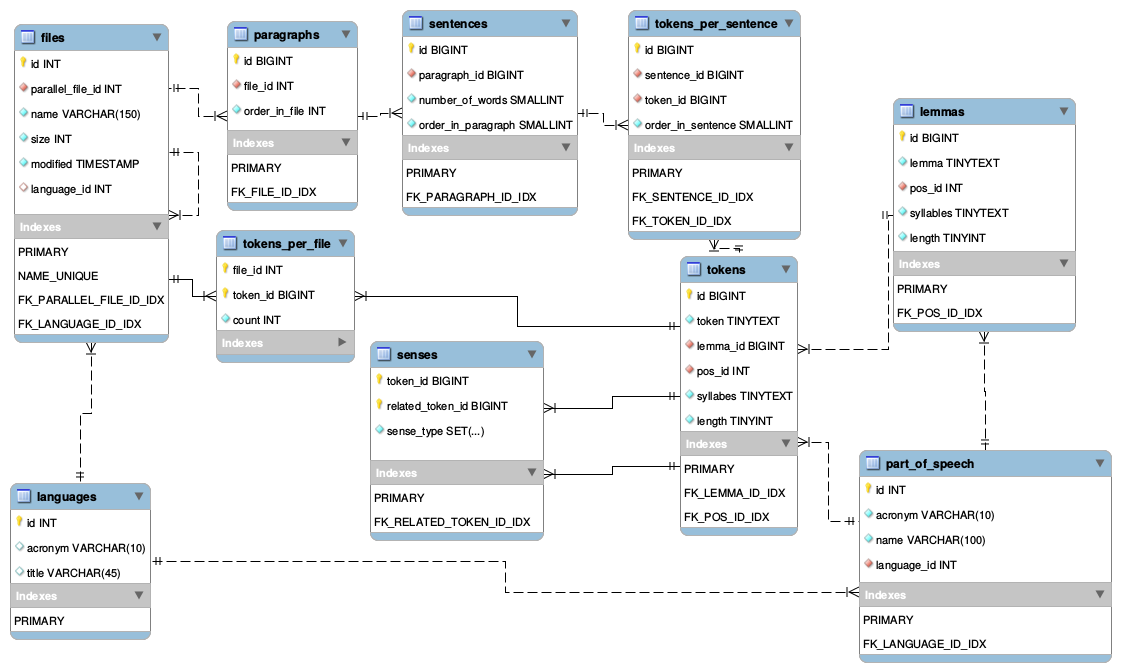 files
id INT
parallel_file_id INT
name VARCHAR(150)
size INT
modified TIMESTAMP
language_id INT
Indexes
PRIMARY
NAME_UNIQUE
FK_PARALLEL_FILE_ID_IDX
FK_LANGUAGE_ID_IDX
paragraphs
id BIGINT
file_id INT
order_in_file INT
Indexes
PRIMARY
FK_FILE_ID_IDX
sentences
id BIGINT
paragraph_id BIGINT
number_of_words SMALLINT
order_in_paragraph SMALLINT
Indexes
PRIMARY
FK_PARAGRAPH_ID_IDX
tokens_per_sentence
id BIGINT
sentence_id BIGINT
token_id BIGINT
order_in_sentence SMALLINT
Indexes
PRIMARY
FK_SENTENCE_ID_IDX
FK_TOKEN_ID_IDX
lemmas
id BIGINT
lemma TINYTEXT
pos_id INT
syllables TINYTEXT
length TINYINT
Indexes
PRIMARY
FK_POS_ID_IDX
tokens_per_file
file_id INT
token_id BIGINT
count INT
Indexes
tokens
id BIGINT
token TINYTEXT
lemma_id BIGINT
pos_id INT
syllabes TINYTEXT
length TINYINT
Indexes
PRIMARY
FK_LEMMA_ID_IDX
FK_POS_ID_IDX
senses
token_id BIGINT
related_token_id BIGINT
sense_type SET(...)
Indexes
PRIMARY
FK_RELATED_TOKEN_ID_IDX
languages
id INT
acronym VARCHAR(10)
title VARCHAR(45)
Indexes
PRIMARY
part_of_speech
id INT
acronym VARCHAR(10)
name VARCHAR(100)
language_id INT
Indexes
PRIMARY
FK_LANGUAGE_ID_IDX